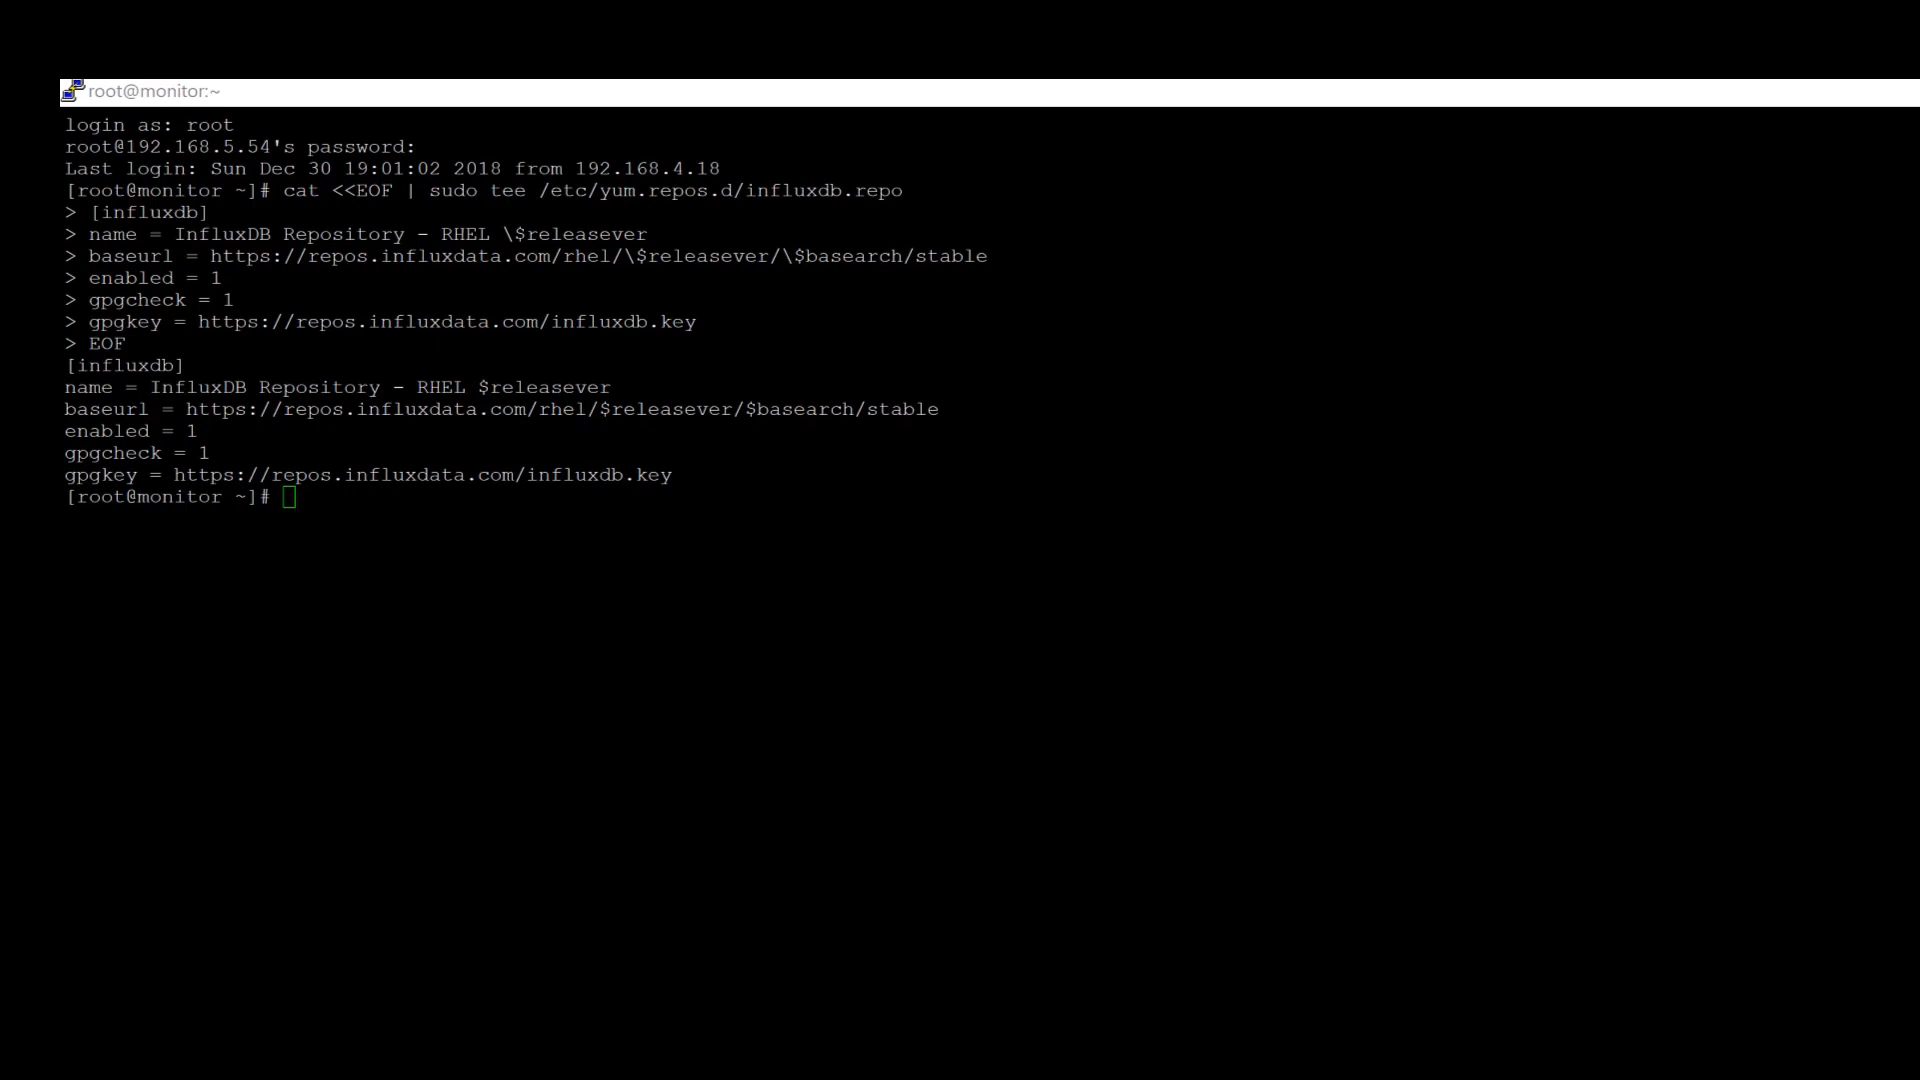 root@monitor:~
login as: root
root@192.168.5.54's password:
Last login: Sun Dec 30 19:01:02 2018 from 192.168.4.18
[root@monitor ~]# cat <<EOF | sudo tee /etc/yum.repos.d/influxdb.repo
> [influxdb]
> name = InfluxDB Repository - RHEL \$releasever
> baseurl = https://repos.influxdata.com/rhel/\$releasever/\$basearch/stable
> enabled = 1
> gpgcheck = 1
> gpgkey = https://repos.influxdata.com/influxdb.key
> EOF
[influxdb]
name = InfluxDB Repository - RHEL $releasever
baseurl = https://repos.influxdata.com/rhel/$releasever/$basearch/stable
enabled = 1
gpgcheck = 1
gpgkey = https://repos.influxdata.com/influxdb.key
[root@monitor ~]#